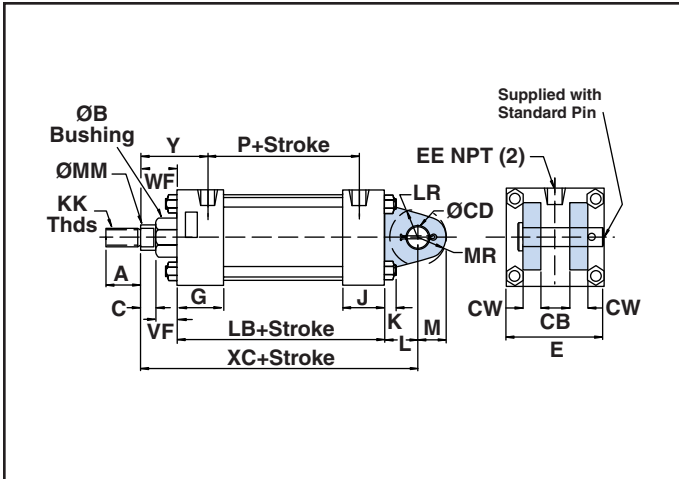 Supplied with
Standard Pin
ØB
Bushing
Y
P+Stroke
EE NPT (2)
ØMM
WF
LR
KK
Thds
ØCD
MR
A
C
G
J
K
M
CW
CW
VF
LB+Stroke
L
CB
E
XC+Stroke